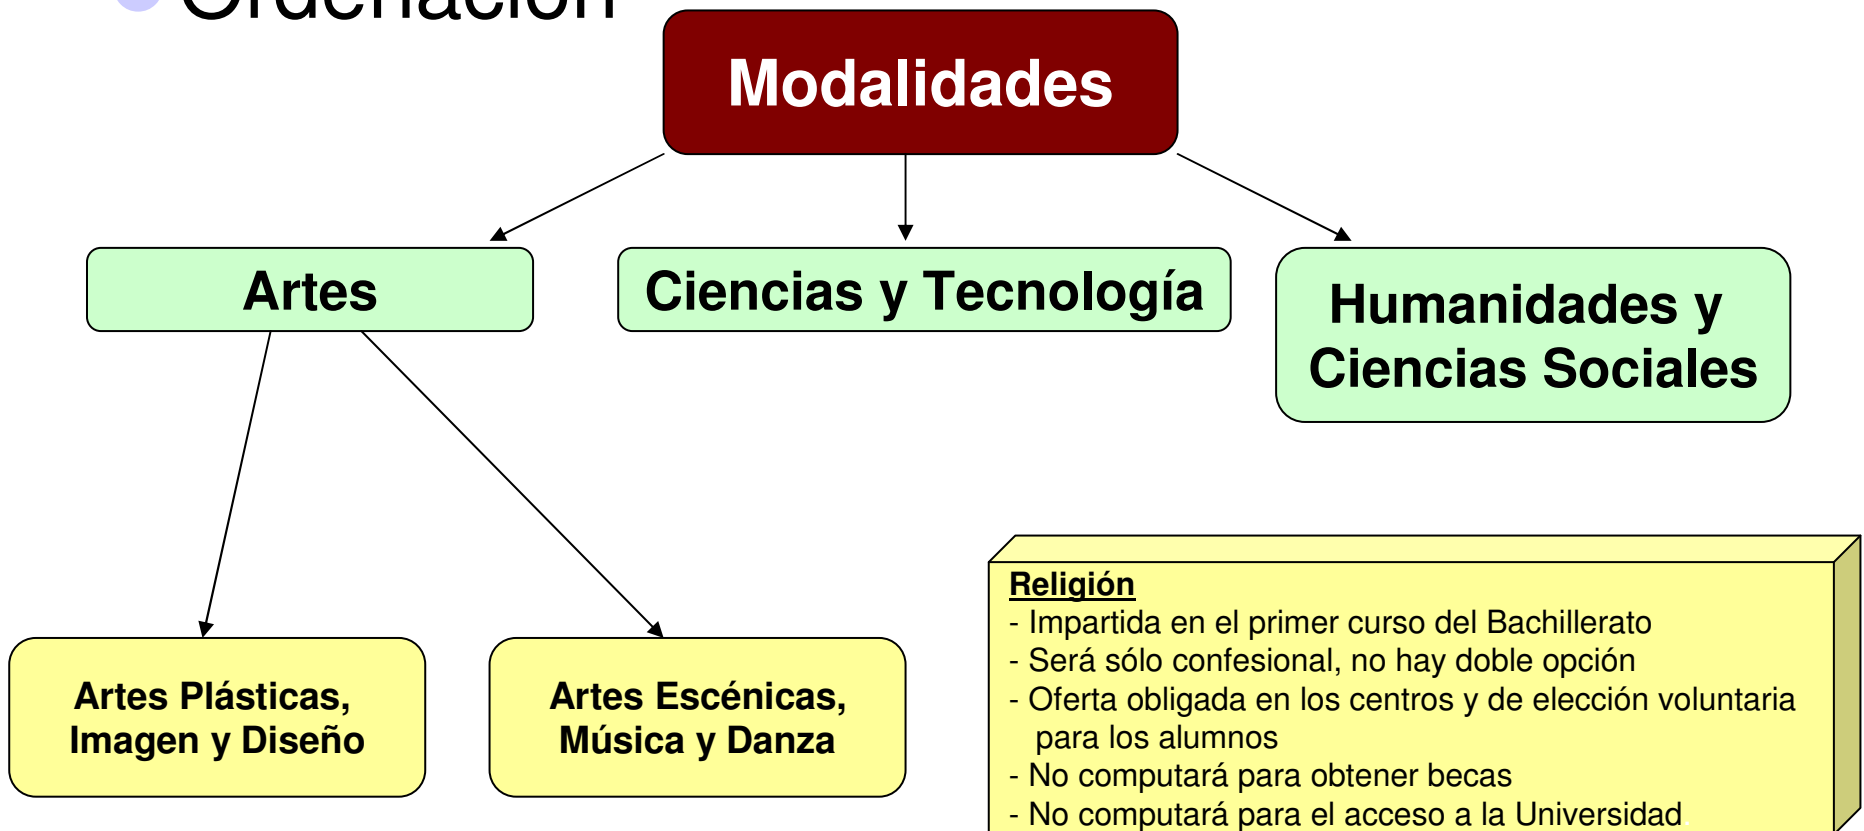 Ordenación
Modalidades
Artes
Ciencias y Tecnología
Humanidades y
Ciencias Sociales
Artes Plásticas,
Imagen y Diseño
Artes Escénicas,
Música y Danza
Religión
- Impartida en el primer curso del Bachillerato
- Será sólo confesional, no hay doble opción
- Oferta obligada en los centros y de elección voluntaria
para los alumnos
- No computará para obtener becas
- No computará para el acceso a la Universidad.